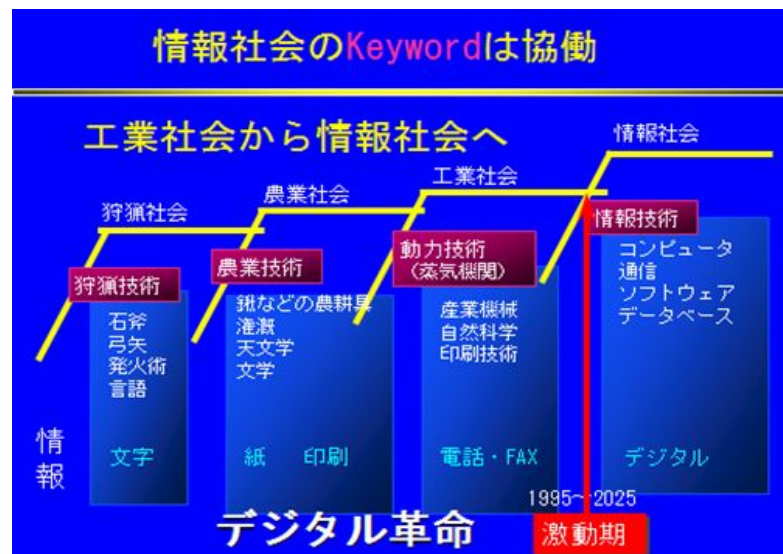 情報社会のKeywordは協働
工業社会から情報社会へ
情報社会
工業社会
農業社会
狩猟社会
狩猟技術
石斧
弓矢
発火術
言語
文字
農業技術
鍬などの農耕具
灌漑
天文学
文学
紙 印刷
動力技術
（蒸気機関）
産業機械
自然科学
印刷技術
電話・FAX
情報技術
コンピュータ
通信
ソフトウェア
データベース
デジタル
情報
1995～2025
デジタル革命
激動期